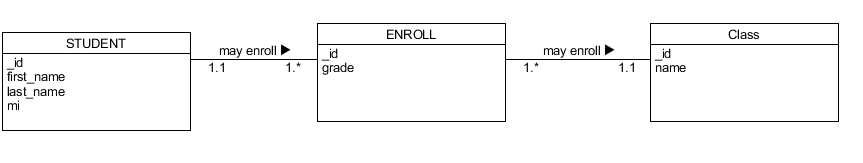 STUDENT
_id
first_name
last_name
mi
may enroll ▶
1.1
1.*
ENROLL
_id
grade
may enroll ▶
1.*
1.1
Class
_id
name